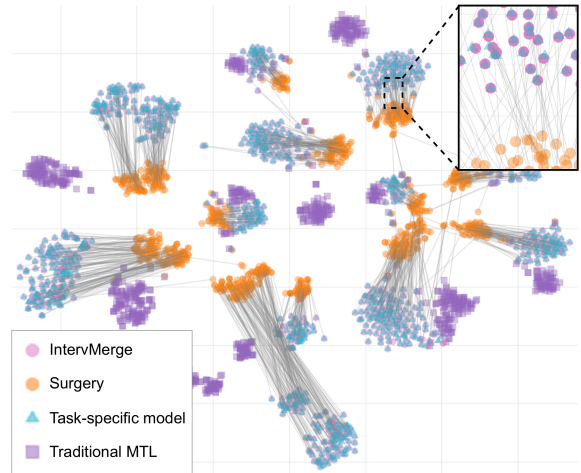 IntervMerge
Surgery
Task-specific model
Traditional MTL